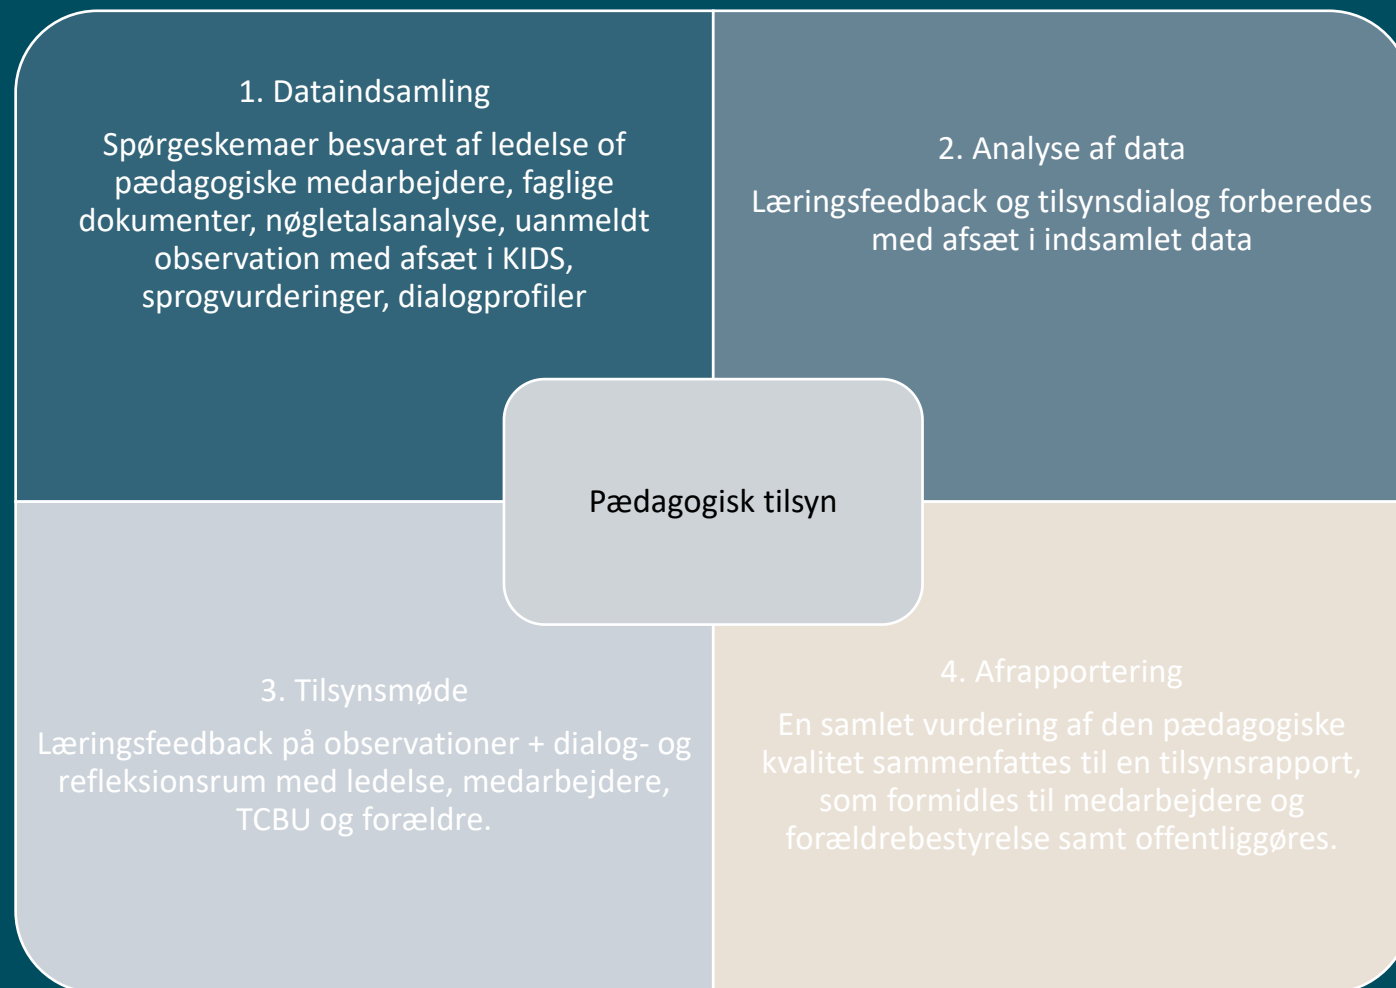 1. Dataindsamling
Spørgeskemaer besvaret af ledelse of
pædagogiske medarbejdere, faglige
dokumenter, nøgletalsanalyse, uanmeldt
observation med afsæt i KIDS,
sprogvurderinger, dialogprofiler
2. Analyse af data
Læringsfeedback og tilsynsdialog forberedes
med afsæt i indsamlet data
Pædagogisk tilsyn
3. Tilsynsmøde
Læringsfeedback på observationer + dialog- og
refleksionsrum med ledelse, medarbejdere,
TCBU og forældre.
4. Afrapportering
En samlet vurdering af den pædagogiske
kvalitet sammenfattes til en tilsynsrapport,
som formidles til medarbejdere og
forældrebestyrelse samt offentliggøres.